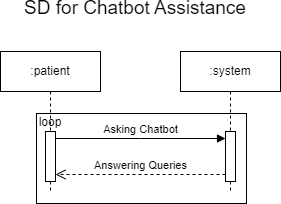 SD for Chatbot Assistance
:patient
:system
loop
Asking Chatbot
Answering Queries